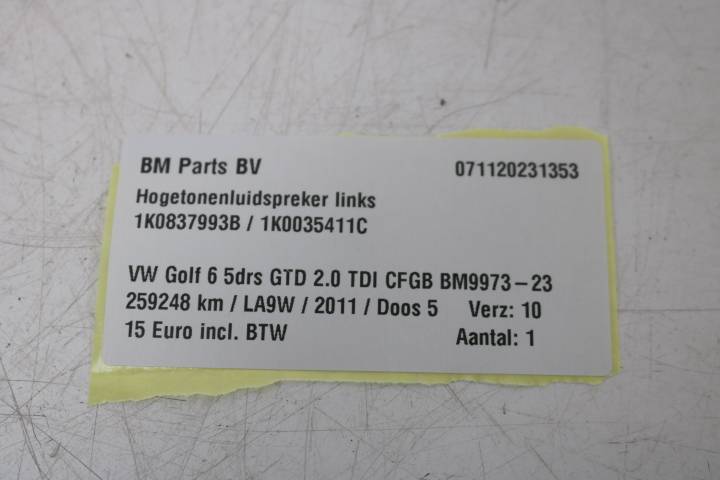 BM Parts BV 071120231353
Hogetonenluidspreker links
1K0837993B / 1K0035411C
VW Golf 6 5drs GTD 2.0 TDI CFGB BM9973-23
259248 km / LA9W / 2011 / Doos 5 Verz: 10
15 Euro incl. BTW Aantal: 1